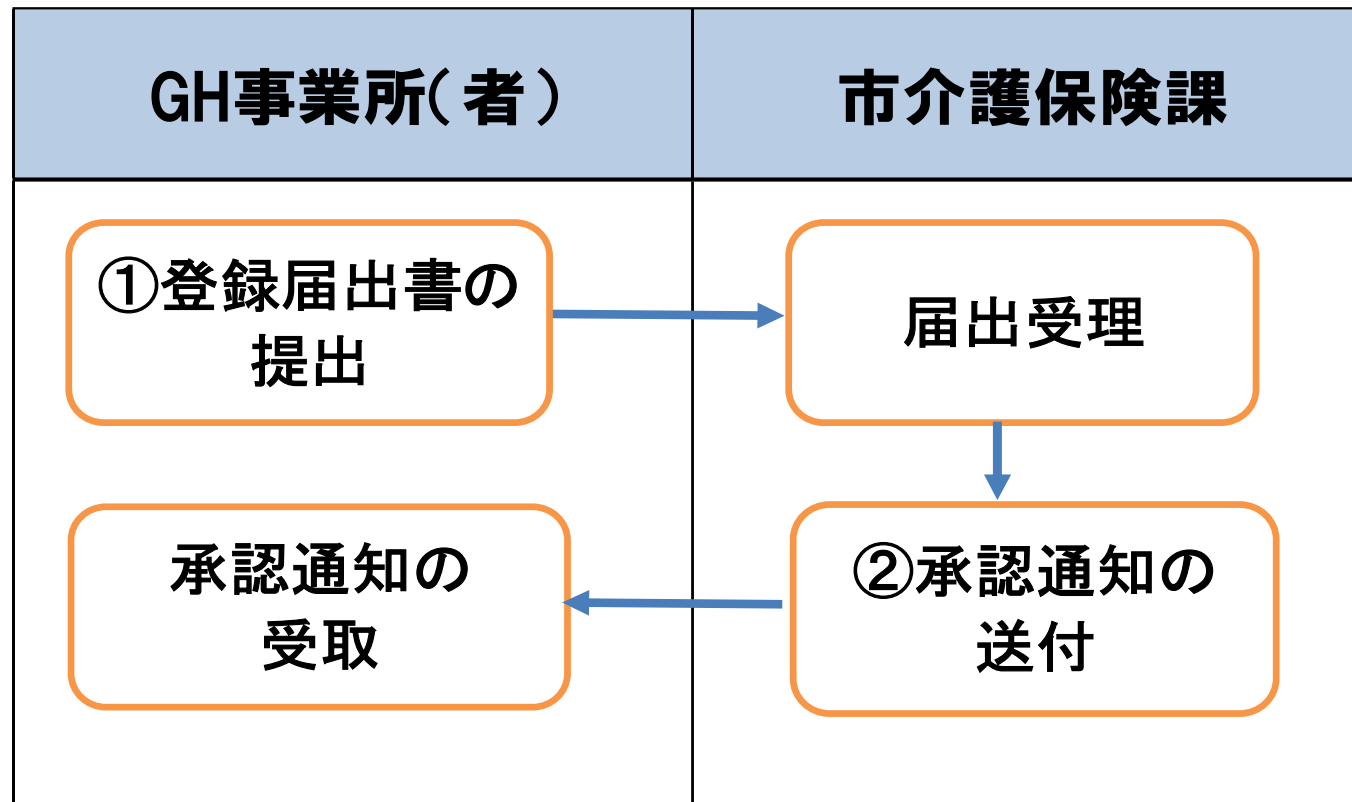 GH事業所(者)
市介護保険課
①登録届出書の
提出
届出受理
承認通知の
受取
②承認通知の
送付